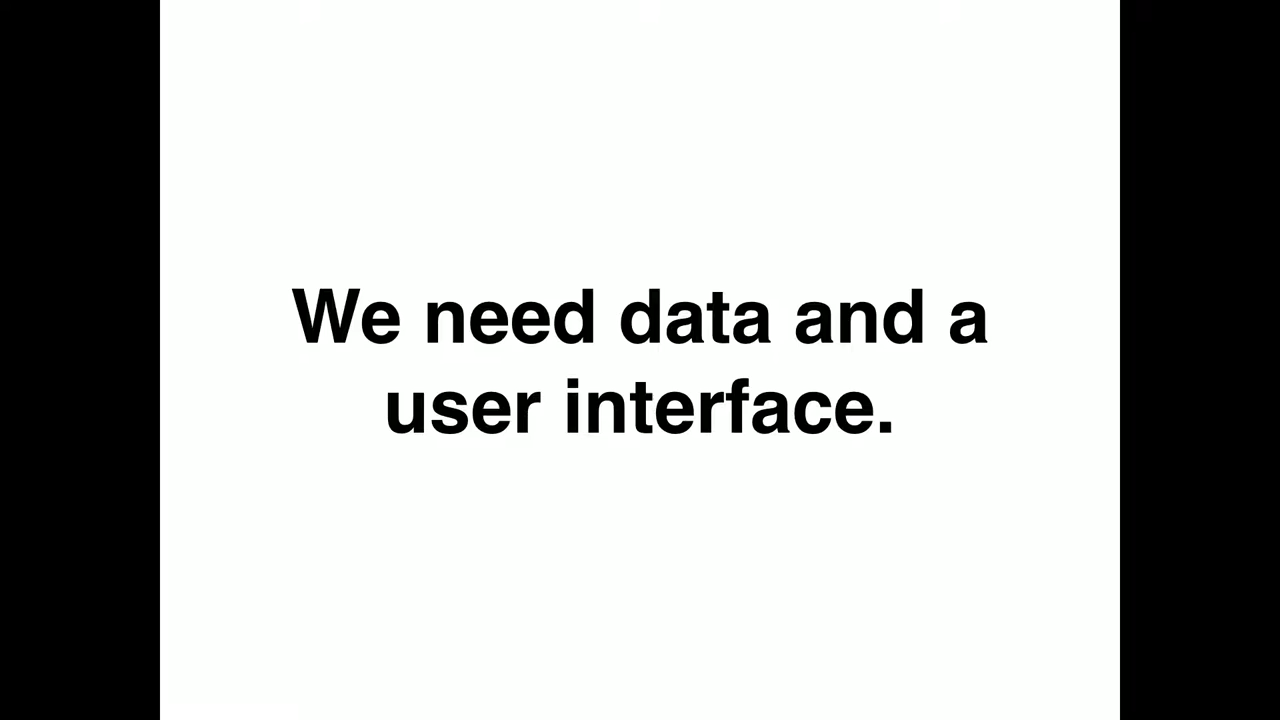 We need data and a
user interface.